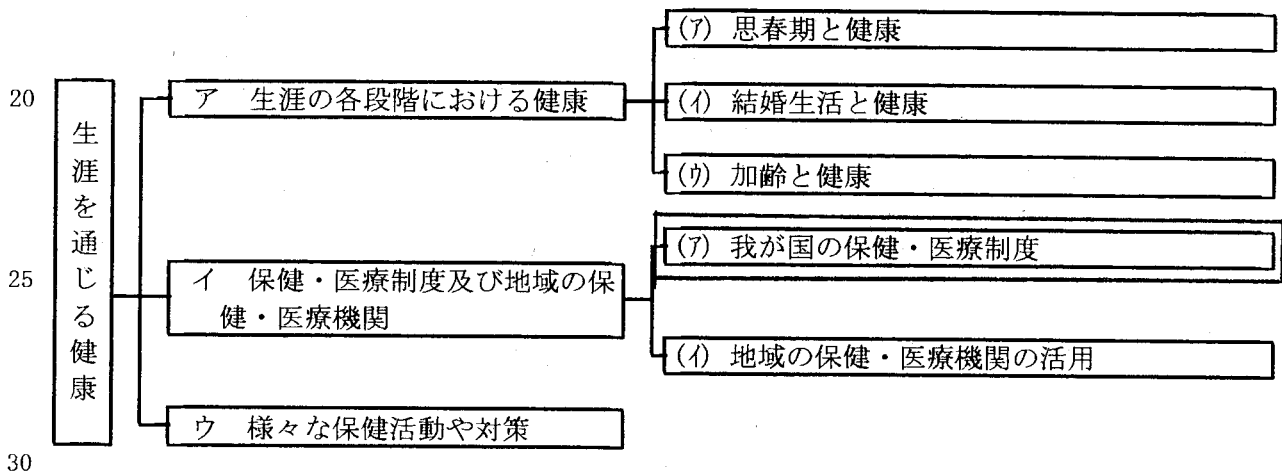 (ア) 思春期と健康
20
ア 生涯の各段階における健康
(イ) 結婚生活と健康
(ウ) 加齢と健康
生涯を通じる健康
(ア) 我が国の保健・医療制度
25
イ 保健・医療制度及び地域の保
健・医療機関
(イ) 地域の保健・医療機関の活用
ウ 様々な保健活動や対策
30